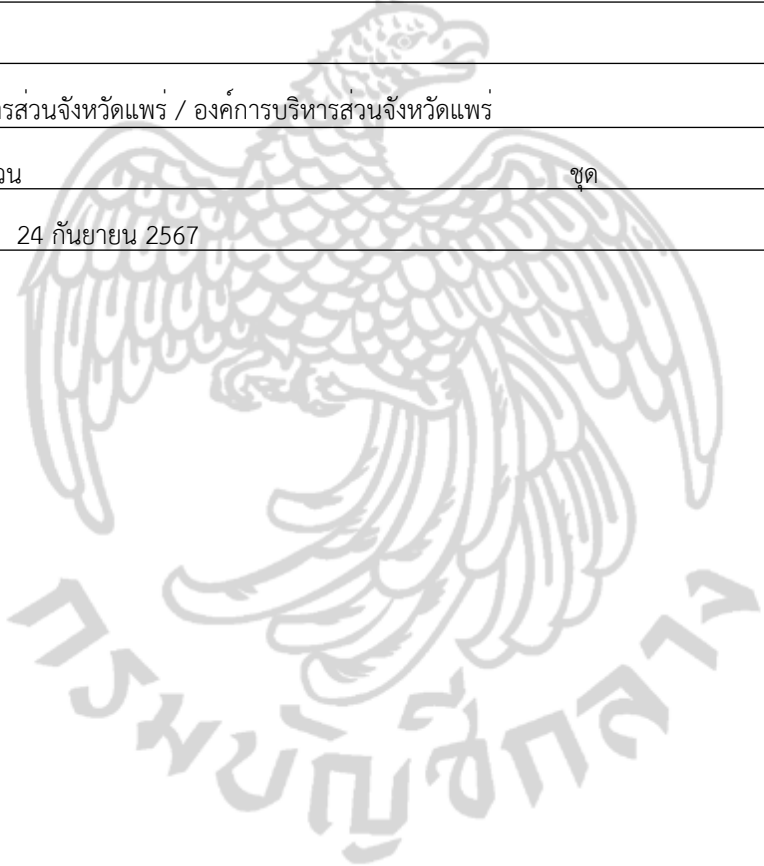 รส่วนจังหวัดแพร่ / องค์การบริหารส่วนจังหวัดแพร่
วน ชุด
24 กันยายน 2567
กรมบัญชีกลาง